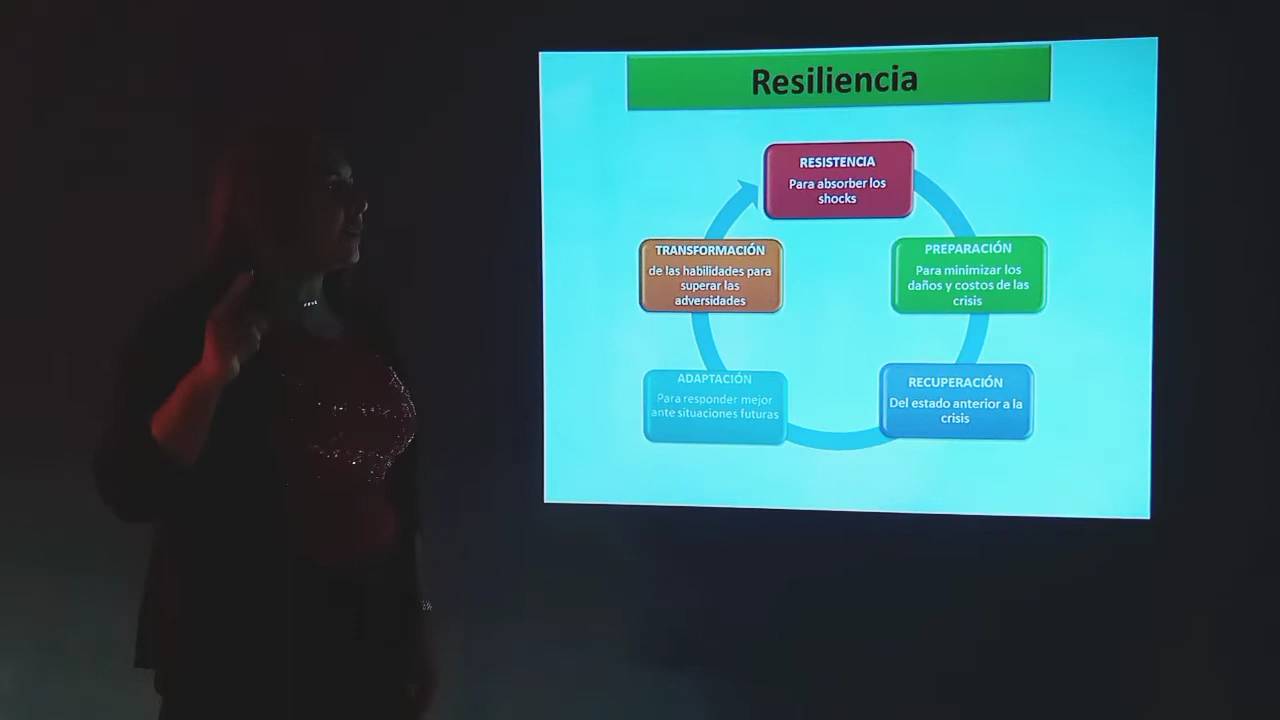 Resiliencia
RESISTENCIA
Para absorber los
shocks
PREPARACIÓN
Para minimizar los
daños y costos de las
crisis
RECUPERACIÓN
Del estado anterior a la
crisis
ADAPTACIÓN
Para responder mejor
ante situaciones futuras
TRANSFORMACIÓN
de las habilidades para
superar las
adversidades